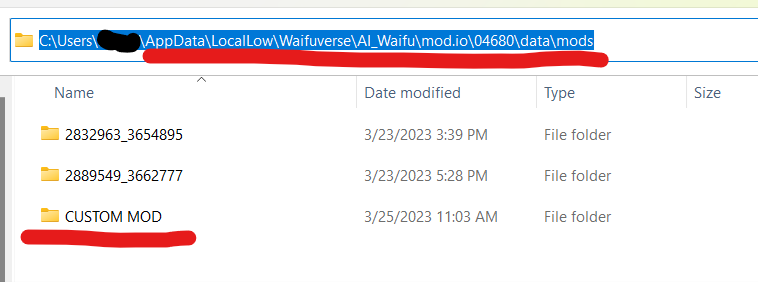 C:\Users\ \AppData\LocalLow\Waifuverse\AI_Waifu\mod.io\04680\data\mods
Name Date modified Type Size
2832963_3654895 3/23/2023 3:39 PM File folder
2889549_3662777 3/23/2023 5:28 PM File folder
CUSTOM MOD 3/25/2023 11:03 AM File folder